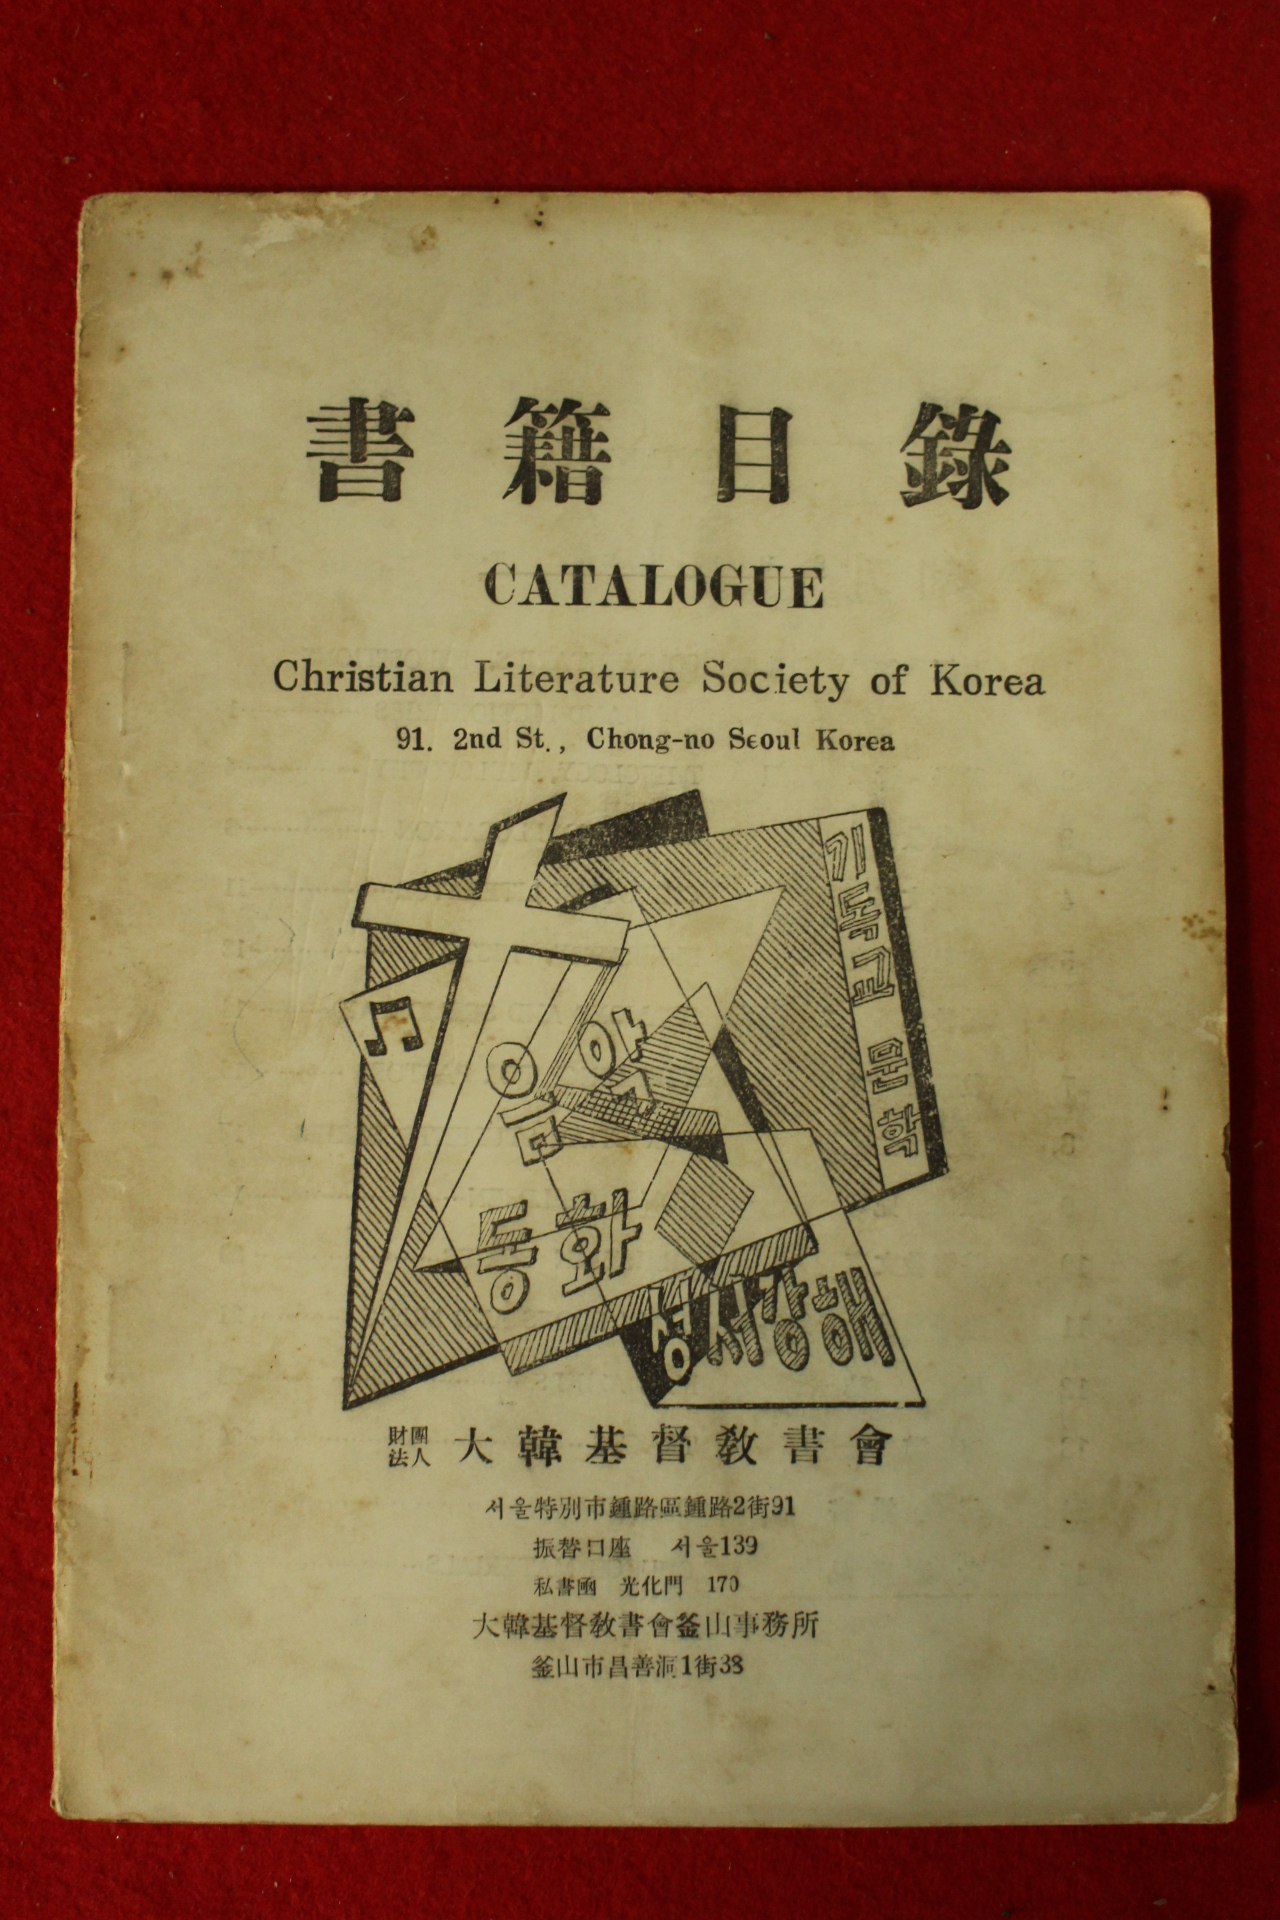 書籍目錄
CATALOGUE
Christian Literature Society of Korea
91. 2nd St., Chong-no Seoul Korea
기독교 문학
음악
동화
성서강해
財團法人 大韓基督敎書會
서울特別市鍾路區鍾路2街91
振替口座 서울139
私書凾 光化門 170
大韓基督敎書會釜山事務所
釜山市昌善洞1街38